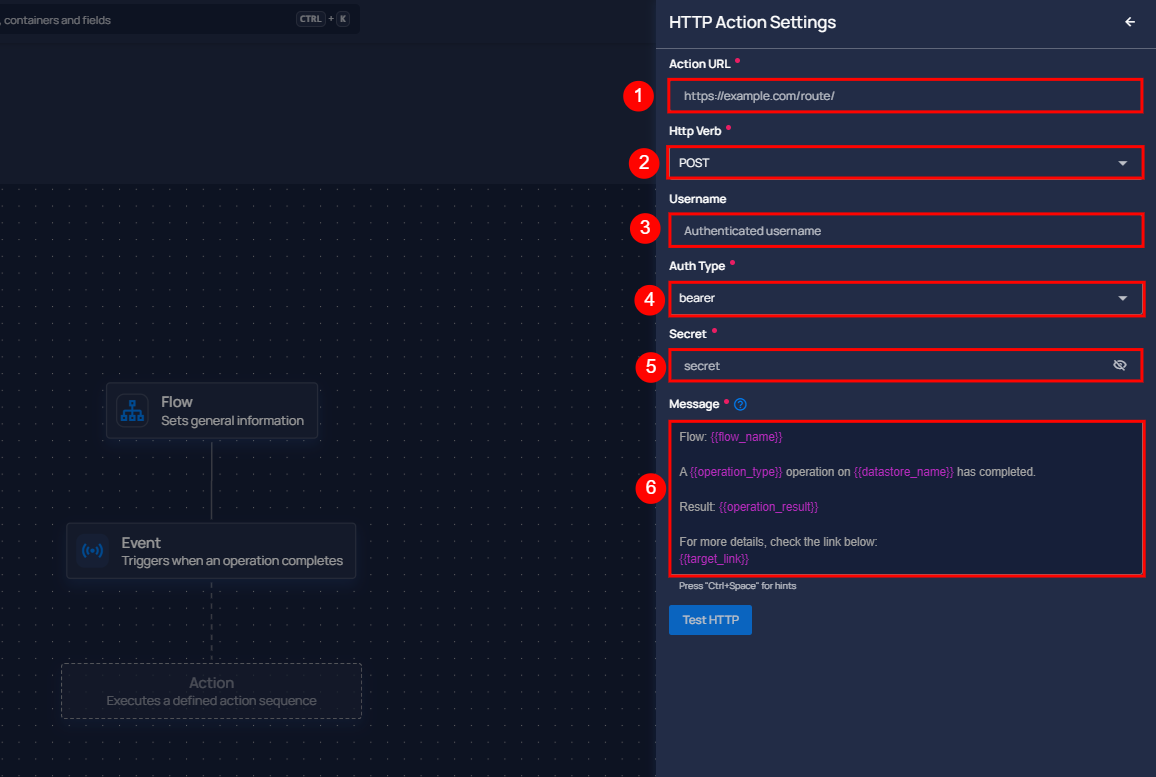 , containers and fields
CTRL + K
HTTP Action Settings
Action URL *
1
https://example.com/route/
Http Verb *
2
POST
Username
3
Authenticated username
Auth Type *
4
bearer
Secret *
5
secret
Message * ?
6
Flow: {{flow_name}}
A {{operation_type}} operation on {{datastore_name}} has completed.
Result: {{operation_result}}
For more details, check the link below:
{{target_link}}
Press "Ctrl+Space" for hints
Test HTTP
Flow
Sets general information
Event
Triggers when an operation completes
Action
Executes a defined action sequence